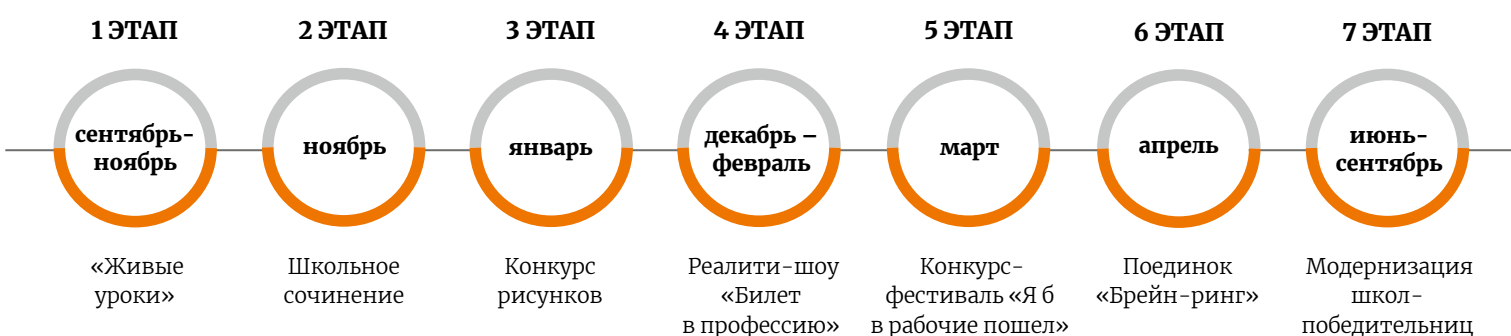 1 ЭТАП
сентябрь-
ноябрь
«Живые
уроки»
2 ЭТАП
ноябрь
Школьное
сочинение
3 ЭТАП
январь
Конкурс
рисунков
4 ЭТАП
декабрь –
февраль
Реалити-шоу
«Билет
в профессию»
5 ЭТАП
март
Конкурс-
фестиваль «Я б
в рабочие пошел»
6 ЭТАП
апрель
Поединок
«Брейн-ринг»
7 ЭТАП
июнь-
сентябрь
Модернизация
школ-
победительниц